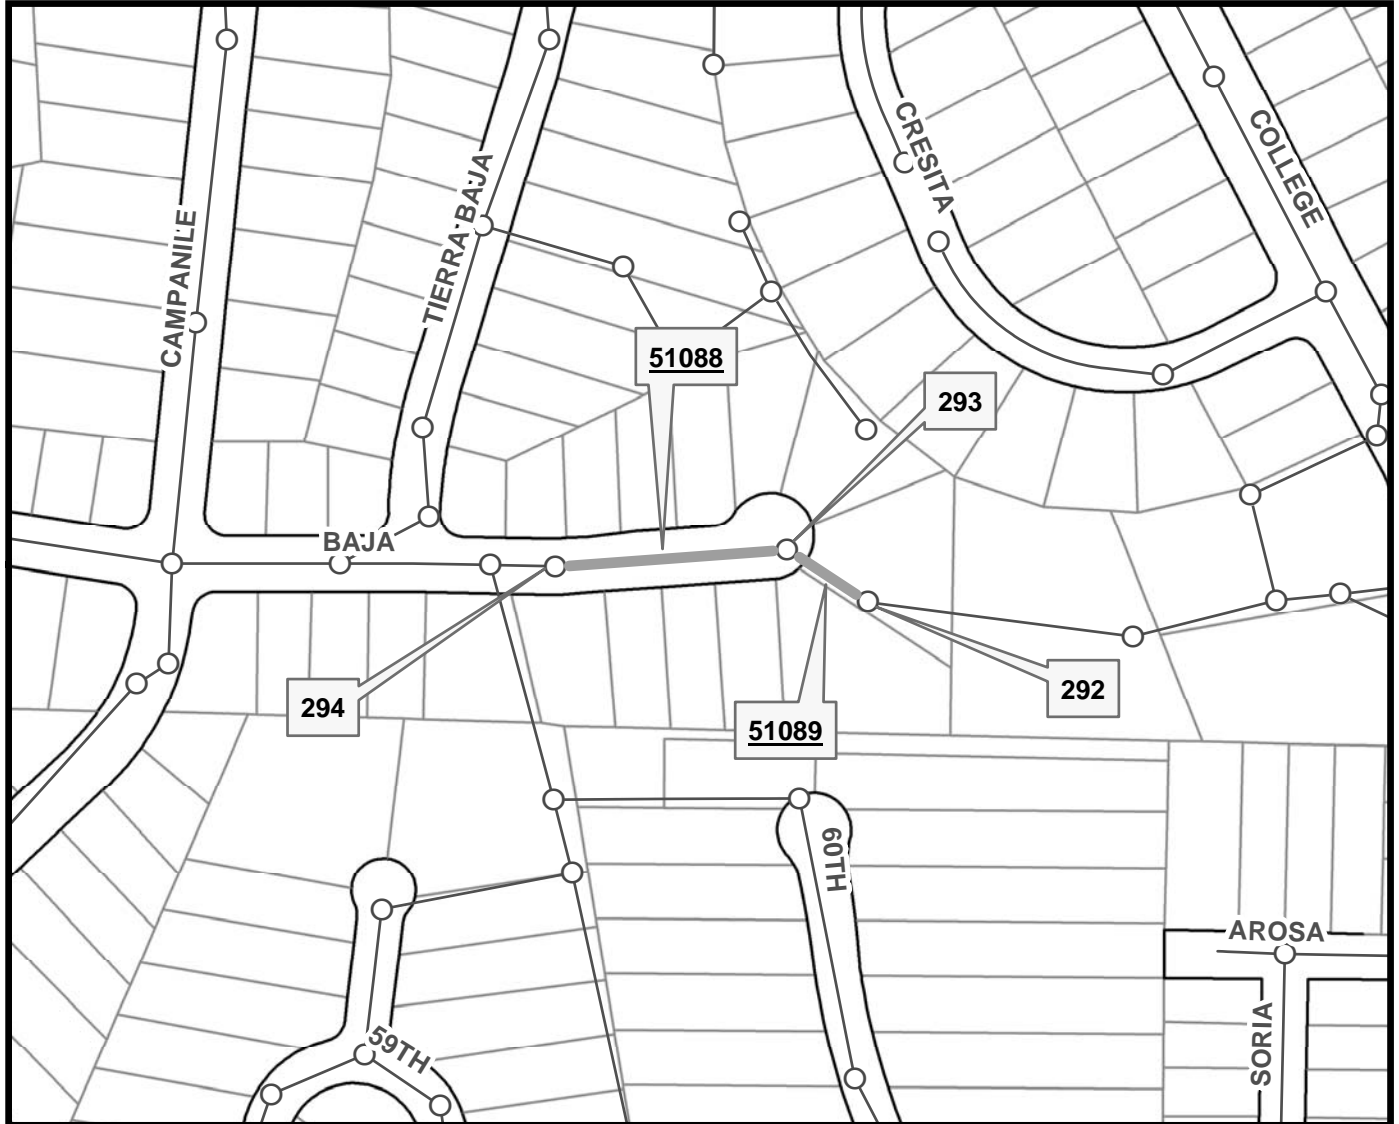 CRESITA
COLLEGE
TIERRA BAJA
CAMPANILE
51088
293
BAJA
292
294
51089
60TH
AROSA
SORIA
59TH